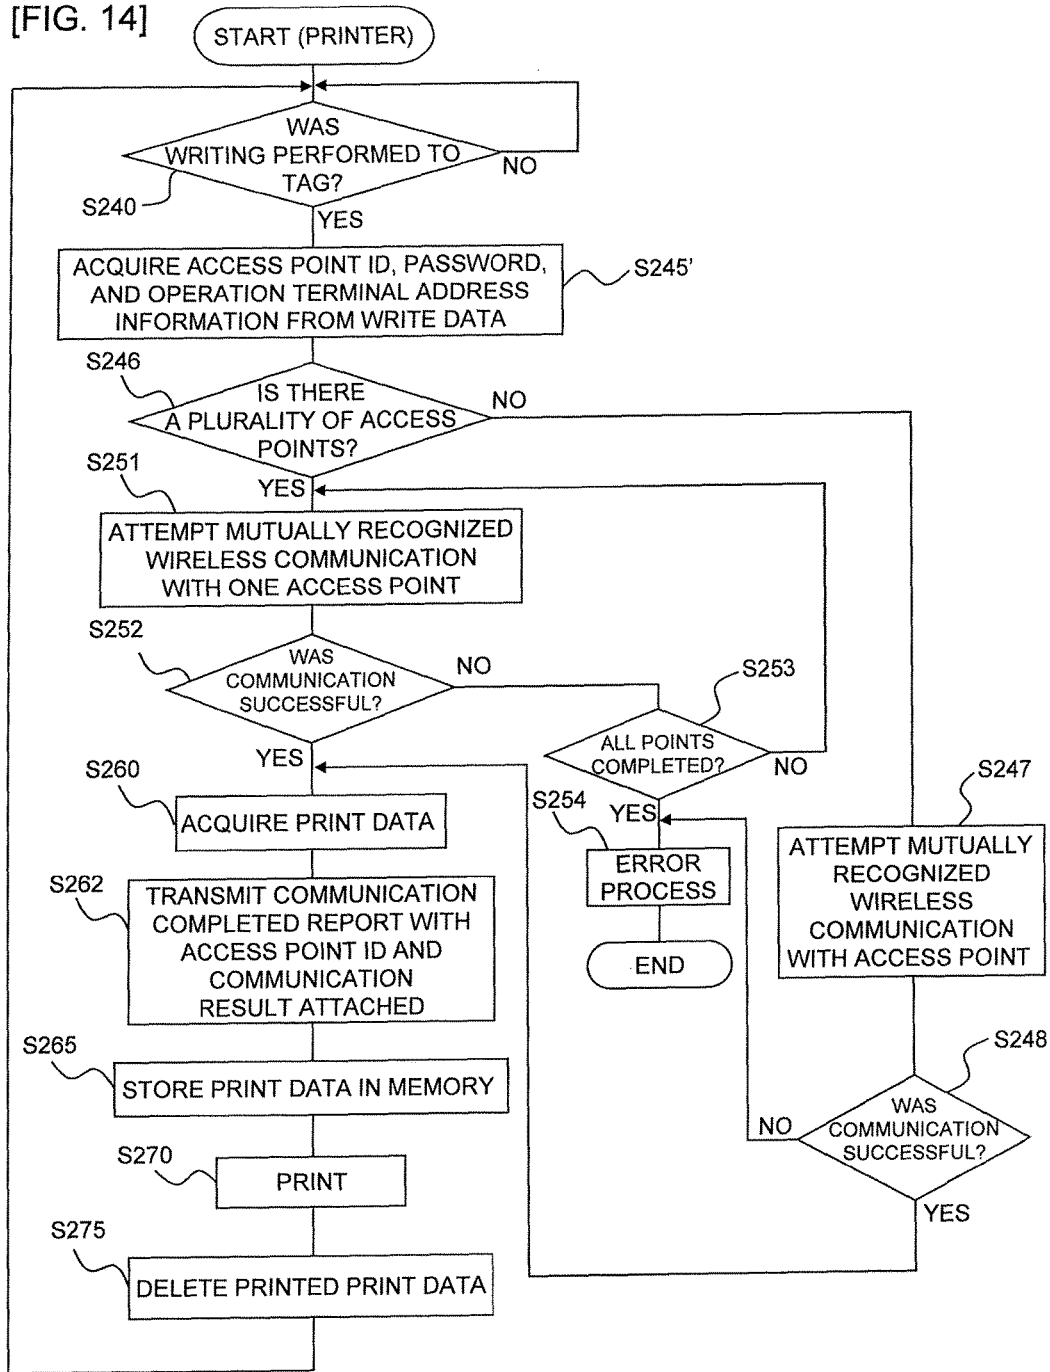 [FIG. 14]
START (PRINTER)
WAS
WRITING PERFORMED TO
TAG?
NO
S240
YES
ACQUIRE ACCESS POINT ID, PASSWORD,
AND OPERATION TERMINAL ADDRESS
INFORMATION FROM WRITE DATA
S245'
S246
IS THERE
A PLURALITY OF ACCESS
POINTS?
NO
YES
S251
ATTEMPT MUTUALLY RECOGNIZED
WIRELESS COMMUNICATION
WITH ONE ACCESS POINT
S252
WAS
COMMUNICATION
SUCCESSFUL?
NO
YES
S253
ALL POINTS
COMPLETED?
NO
YES
S254
ERROR
PROCESS
END
S247
ATTEMPT MUTUALLY
RECOGNIZED
WIRELESS
COMMUNICATION
WITH ACCESS POINT
S248
WAS
COMMUNICATION
SUCCESSFUL?
NO
YES
S260
ACQUIRE PRINT DATA
S262
TRANSMIT COMMUNICATION
COMPLETED REPORT WITH
ACCESS POINT ID AND
COMMUNICATION
RESULT ATTACHED
S265
STORE PRINT DATA IN MEMORY
S270
PRINT
S275
DELETE PRINTED PRINT DATA